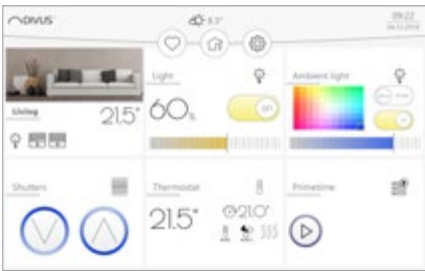 DIVUS
8.3°
09:22
Light
Ambient light
Living
21.5°
60%
on
Shutters
Thermostat
Primetime
21.5°
21.0°